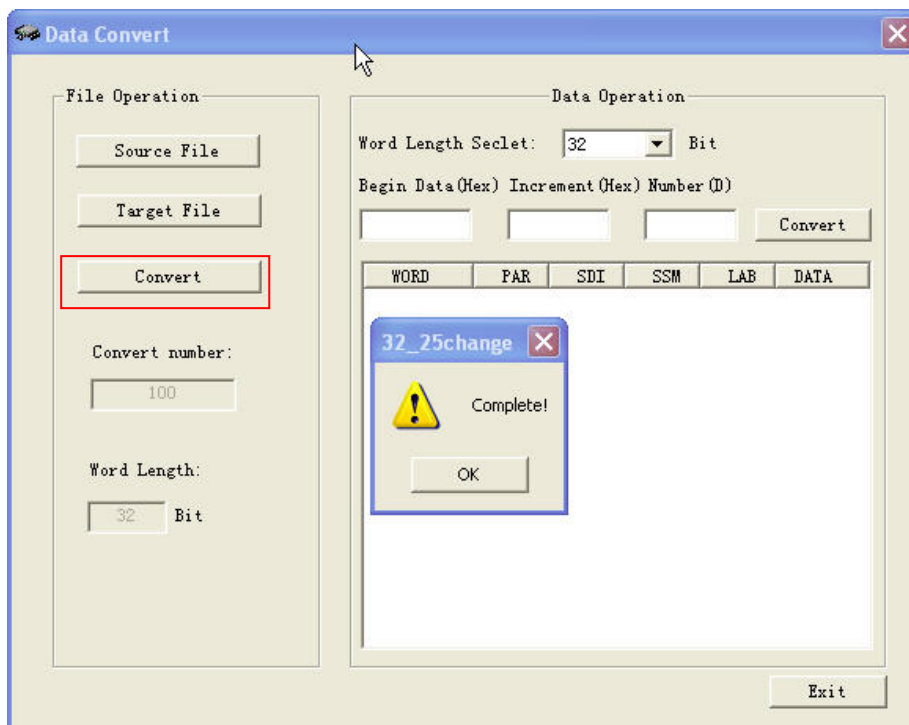 Data Convert
File Operation
Source File
Target File
Convert
Convert number:
100
Word Length:
32 Bit
Data Operation
Word Length Seclet: 32 Bit
Begin Data(Hex) Increment(Hex) Number(D)
Convert
WORD PAR SDI SSM LAB DATA
32_25change
Complete!
OK
Exit